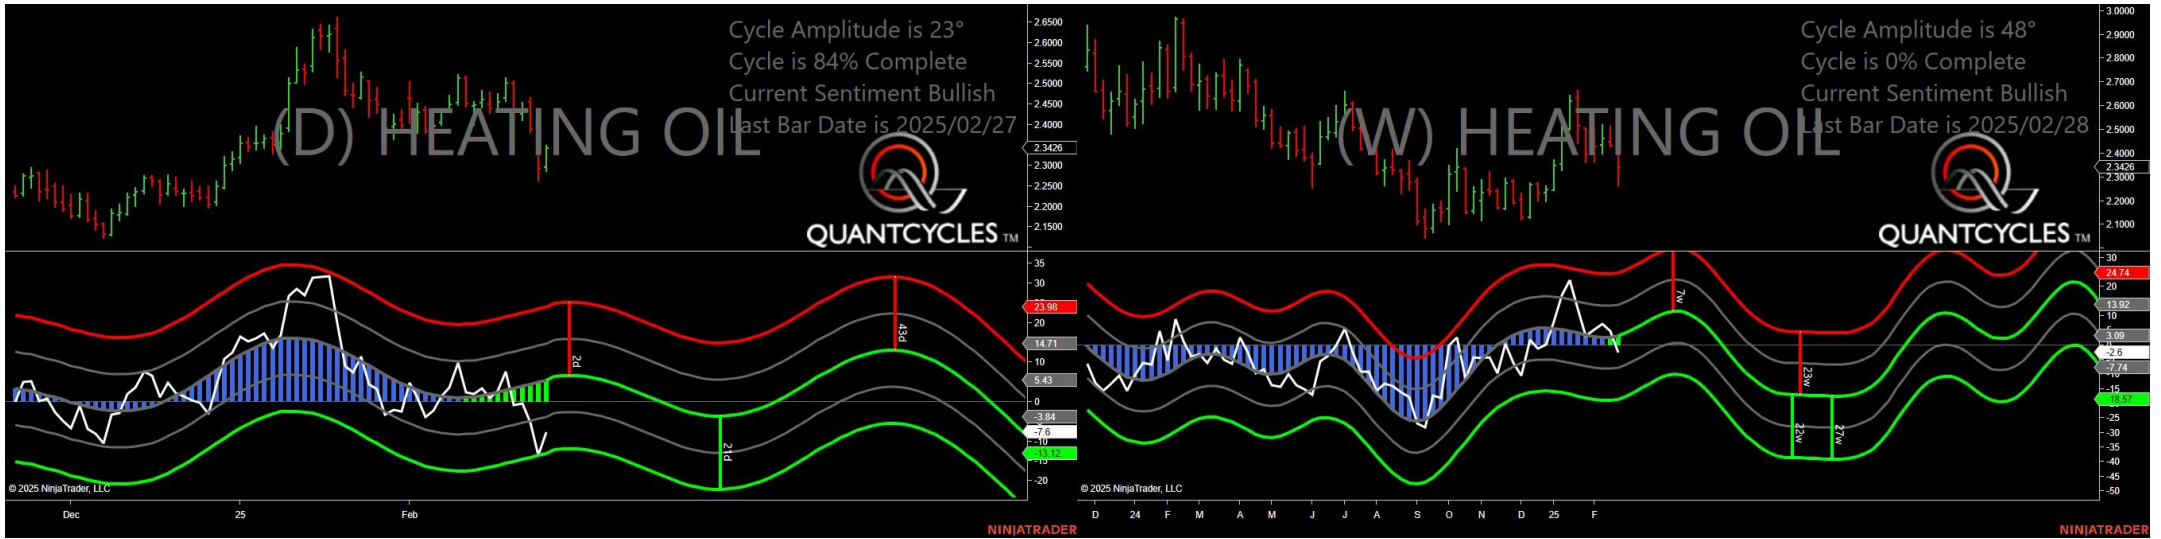 Cycle Amplitude is 23°
Cycle is 84% Complete
Current Sentiment Bullish
Last Bar Date is 2025/02/27
(D) HEATING OIL
QUANTCYCLES TM
2.6500
2.6000
2.5500
2.5000
2.4500
2.4000
2.3426
2.3000
2.2500
2.2000
2.1500
35
30
23.98
20
14.71
10
5.43
0
-3.84
-7.6
-10
-13.12
-15
-20
2d
21d
43d
© 2025 NinjaTrader, LLC
Dec
25
Feb
NINJATRADER
Cycle Amplitude is 48°
Cycle is 0% Complete
Current Sentiment Bullish
Last Bar Date is 2025/02/28
(W) HEATING OIL
QUANTCYCLES TM
3.0000
2.9000
2.8000
2.7000
2.6000
2.5000
2.4000
2.3426
2.3000
2.2000
2.1000
30
24.74
20
13.92
10
3.09
-2.6
-7.74
-15
-18.57
-25
-30
-35
-40
-45
-50
7w
23w
22w
27w
© 2025 NinjaTrader, LLC
D
24
F
M
A
M
J
J
A
S
O
N
D
25
F
NINJATRADER